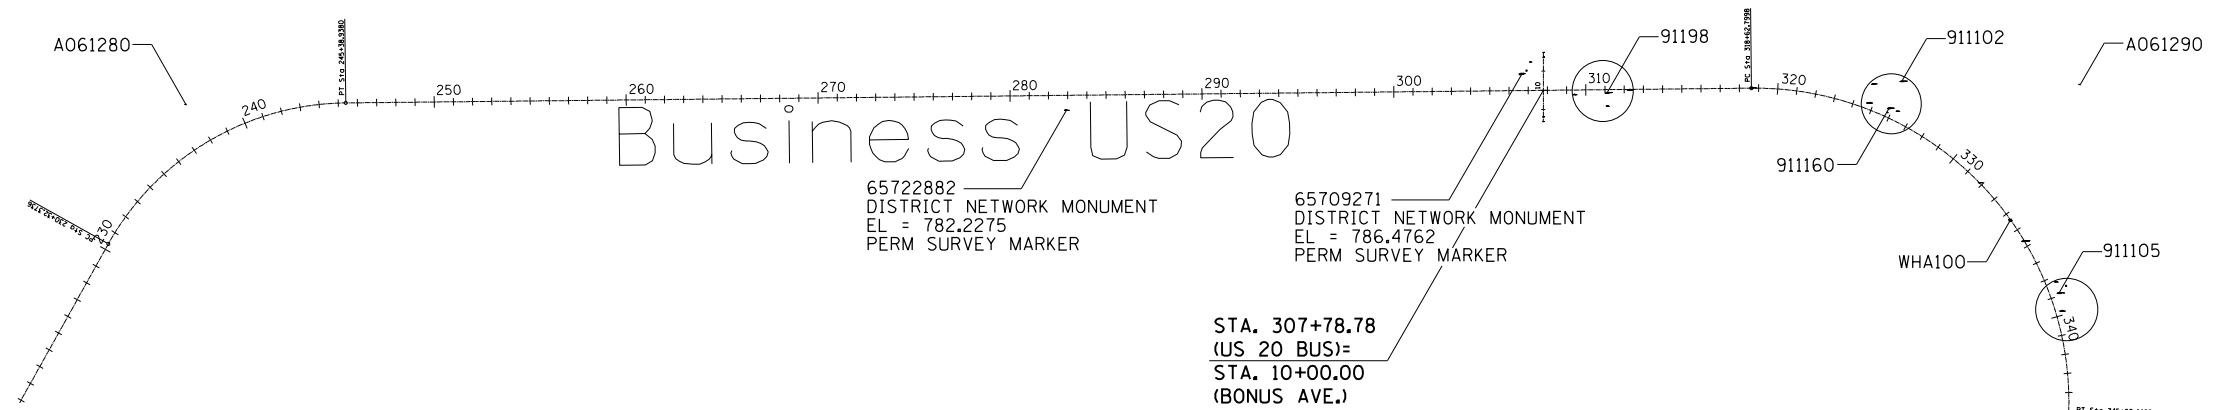 A061280
PT Sta 245+38.9380
240
250
260
270
280
290
300
310
91198
PC Sta 318+62.7998
320
911102
A061290
Business US20
10
911160
330
65722882
DISTRICT NETWORK MONUMENT
EL = 782.2275
PERM SURVEY MARKER
65709271
DISTRICT NETWORK MONUMENT
EL = 786.4762
PERM SURVEY MARKER
230
WHA100
911105
STA. 307+78.78
(US 20 BUS)=
STA. 10+00.00
(BONUS AVE.)
340